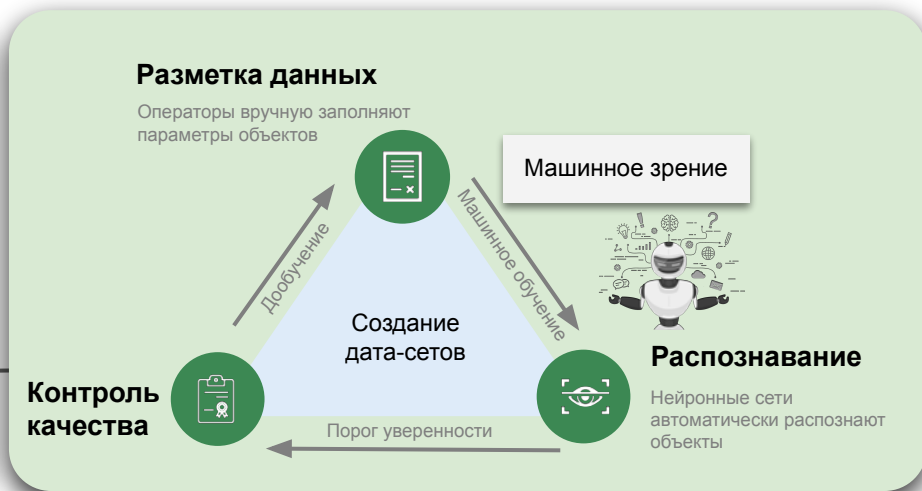 Разметка данных
Операторы вручную заполняют
параметры объектов
Машинное зрение
Дообучение
Машинное обучение
Создание
дата-сетов
Распознавание
Нейронные сети
автоматически распознают
объекты
Контроль
качества
Порог уверенности